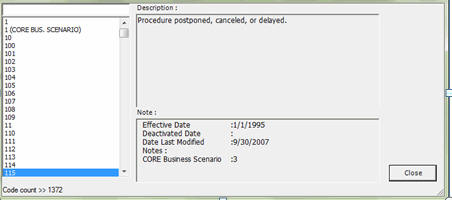 Description :
1
1 (CORE BUS. SCENARIO)
10
100
101
102
103
104
105
106
107
108
109
11
110
111
112
113
114
115
Procedure postponed, canceled, or delayed.
Note :
Effective Date :1/1/1995
Deactivated Date :
Date Last Modified :9/30/2007
Notes :
CORE Business Scenario :3
Close
Code count >> 1372